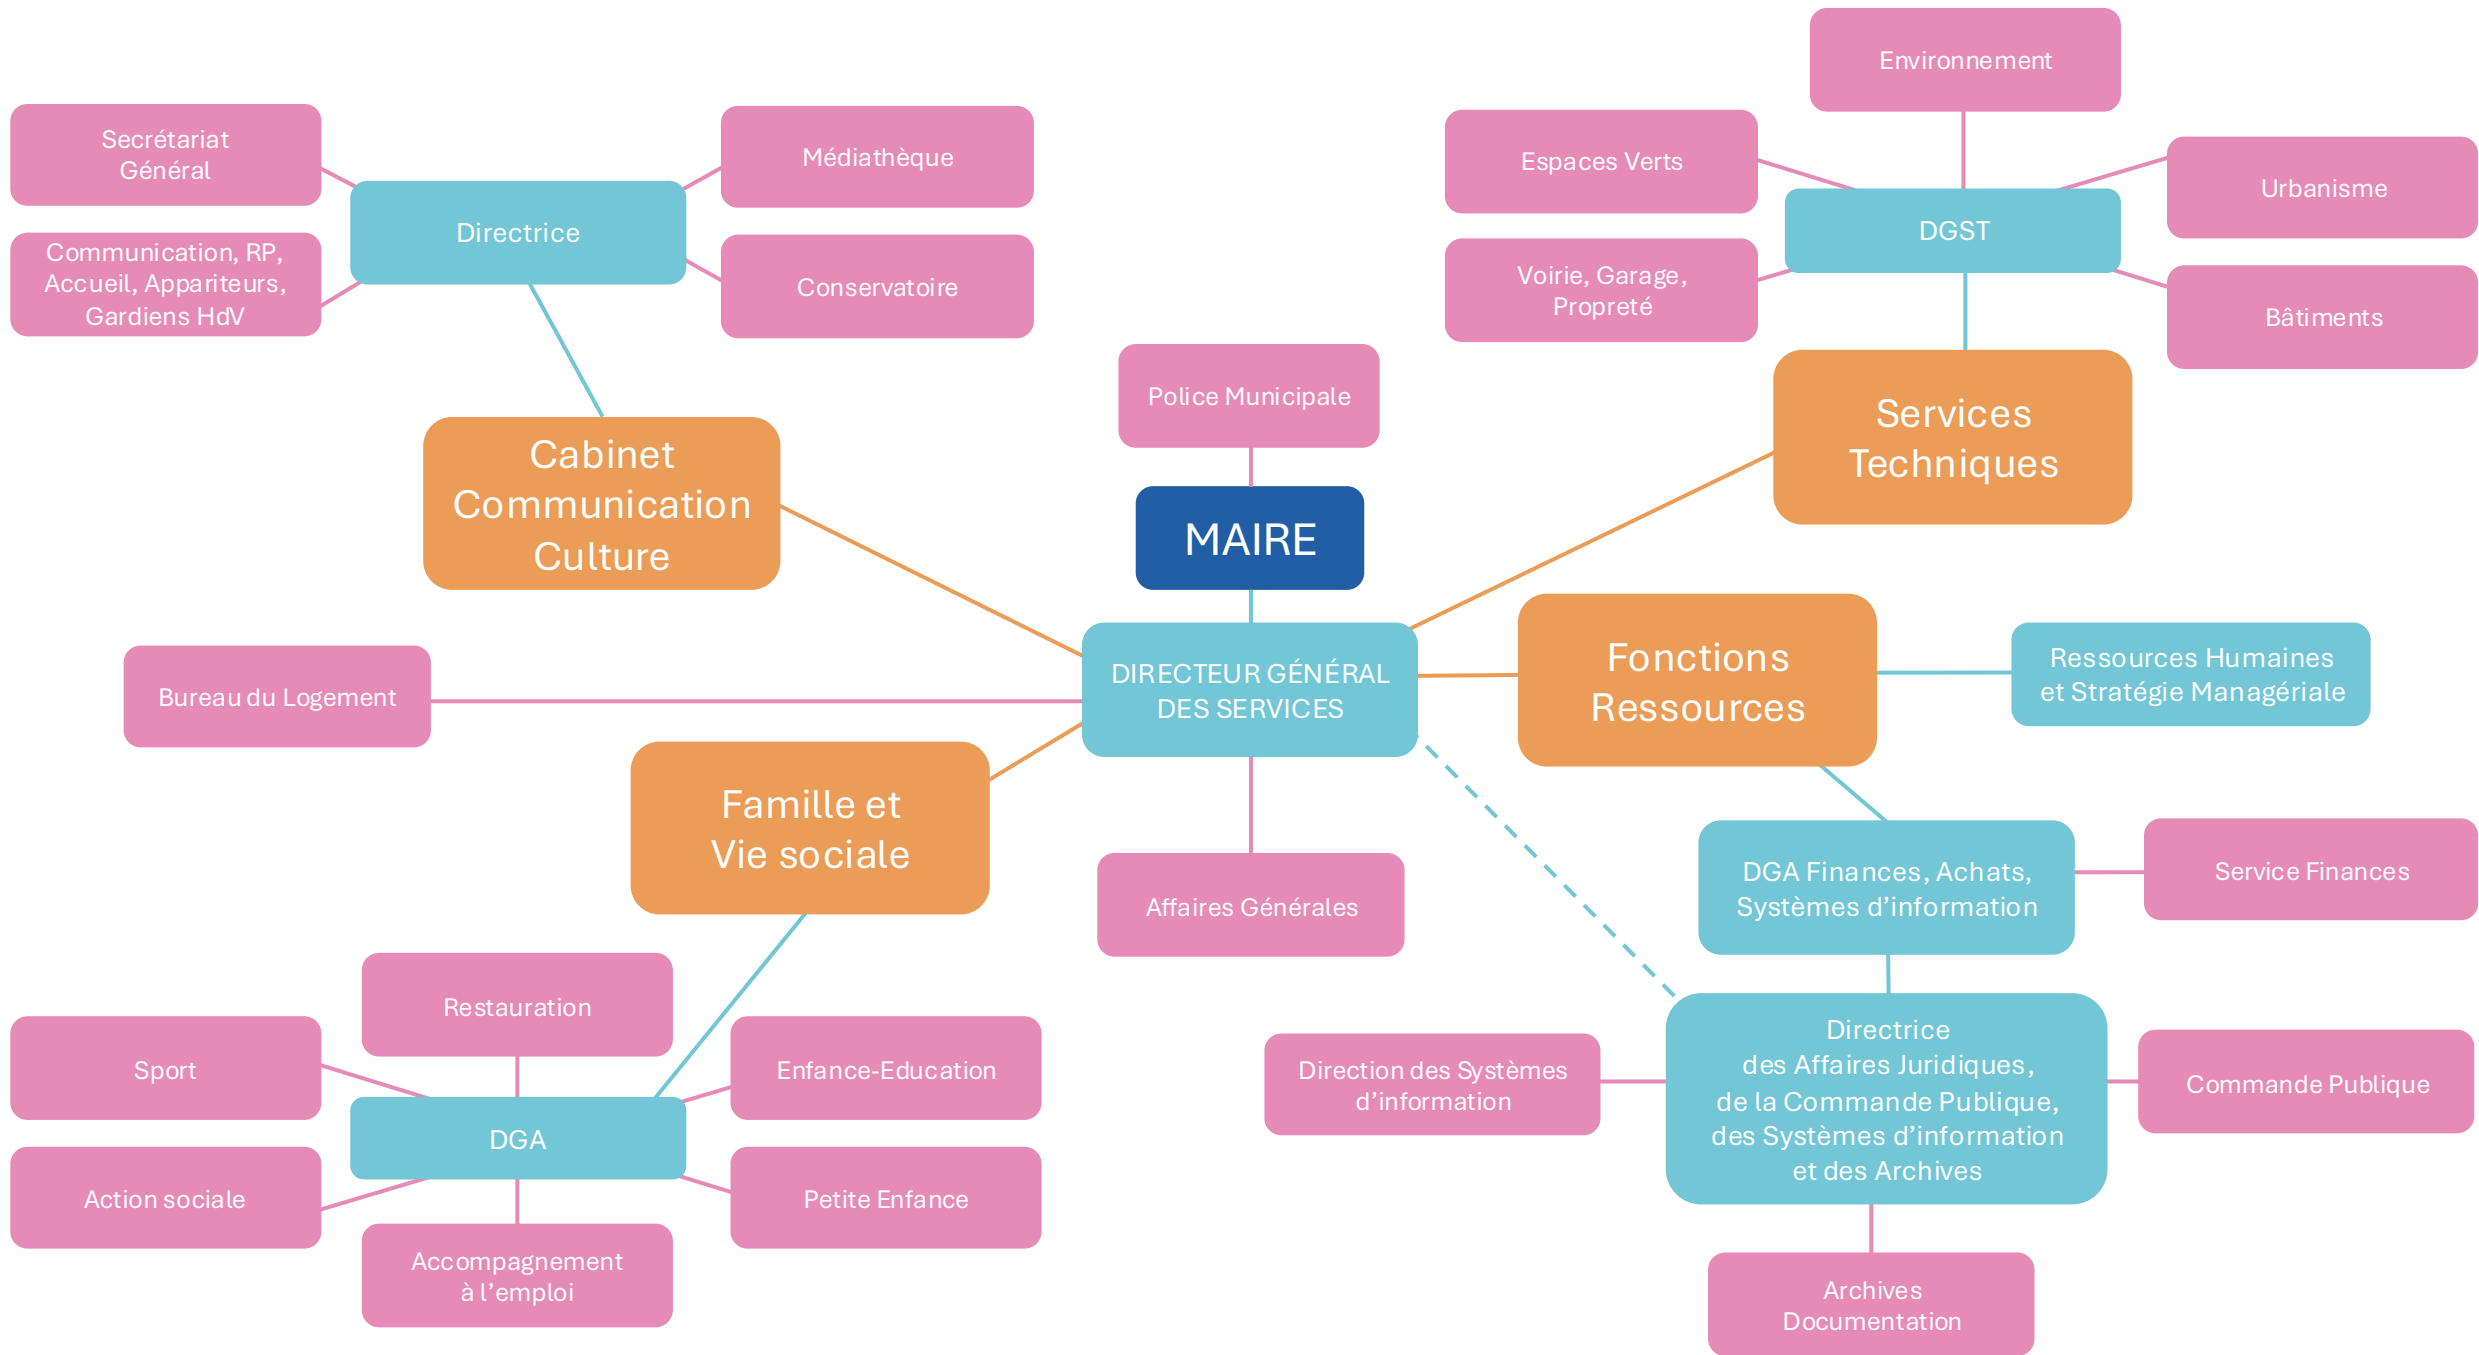 Environnement
Secrétariat
Général
Médiathèque
Espaces Verts
Urbanisme
Directrice
DGST
Communication, RP,
Accueil, Appariteurs,
Gardiens HdV
Conservatoire
Voirie, Garage,
Propreté
Bâtiments
Police Municipale
Services
Techniques
Cabinet
Communication
Culture
MAIRE
DIRECTEUR GÉNÉRAL
DES SERVICES
Fonctions
Ressources
Ressources Humaines
et Stratégie Managériale
Bureau du Logement
Famille et
Vie sociale
Affaires Générales
DGA Finances, Achats,
Systèmes d’information
Service Finances
Restauration
Sport
Enfance-Education
DGA
Action sociale
Petite Enfance
Accompagnement
à l’emploi
Direction des Systèmes
d’information
Directrice
des Affaires Juridiques,
de la Commande Publique,
des Systèmes d’information
et des Archives
Commande Publique
Archives
Documentation